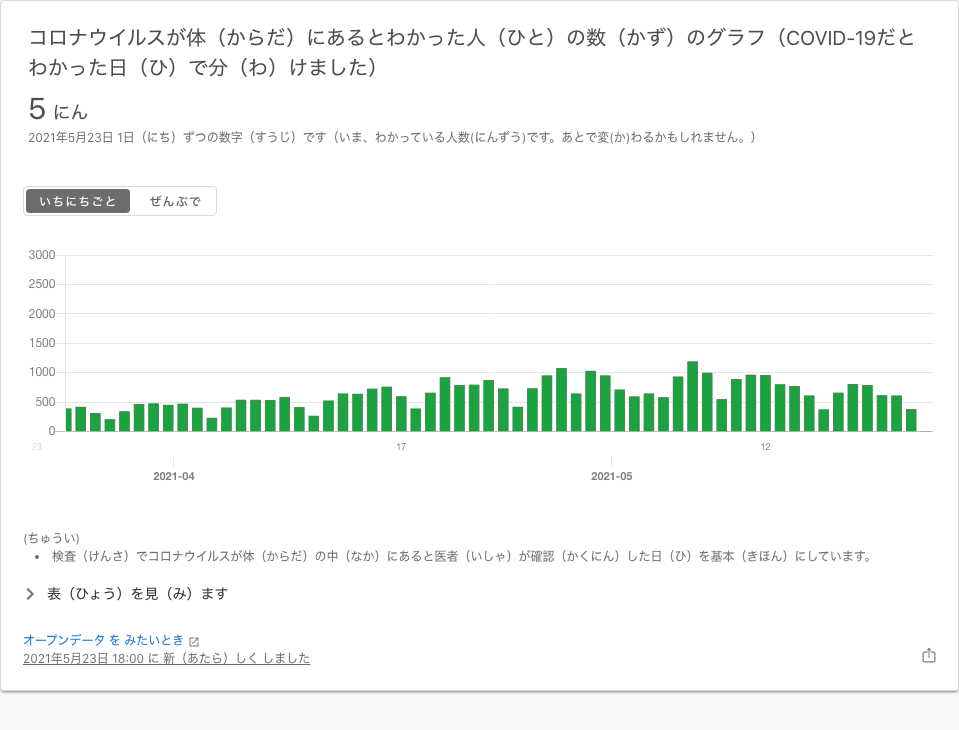 コロナウイルスが体（からだ）にあるとわかった人（ひと）の数（かず）のグラフ（COVID-19だと
わかった日（ひ）で分（わ）けました）
5 にん
2021年5月23日 1日（にち）ずつの数字（すうじ）です（いま、わかっている人数(にんずう)です。あとで変(か)わるかもしれません。）
いちにちごと ぜんぶで
3000
2500
2000
1500
1000
500
0
23 17 12
2021-04 2021-05
(ちゅうい)
• 検査（けんさ）でコロナウイルスが体（からだ）の中（なか）にあると医者（いしゃ）が確認（かくにん）した日（ひ）を基本（きほん）にしています。
表（ひょう）を見（み）ます
オープンデータ を みたいとき
2021年5月23日 18:00 に 新（あたら）しく しました